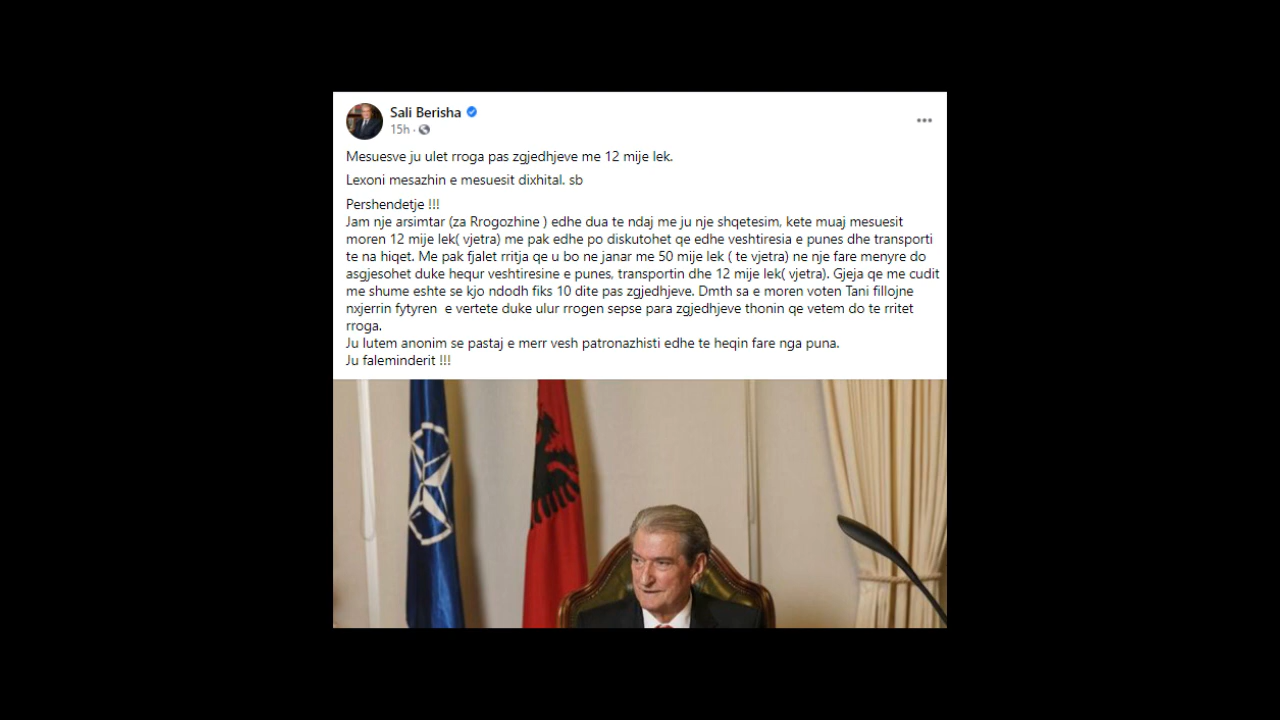 Sali Berisha
15h ·
Mesuesve ju ulet rroga pas zgjedhjeve me 12 mije lek.
Lexoni mesazhin e mesuesit dixhital. sb
Pershendetje !!!
Jam nje arsimtar (za Rrogozhine ) edhe dua te ndaj me ju nje shqetesim, kete muaj mesuesit
moren 12 mije lek( vjetra) me pak edhe po diskutohet qe edhe veshtiresia e punes dhe transporti
te na hiqet. Me pak fjalet rritja qe u bo ne janar me 50 mije lek ( te vjetra) ne nje fare menyre do
asgjesohet duke hequr veshtiresine e punes, transportin dhe 12 mije lek( vjetra). Gjeja qe me cudit
me shume eshte se kjo ndodh fiks 10 dite pas zgjedhjeve. Dmth sa e moren voten Tani fillojne
nxjerrin fytyren  e vertete duke ulur rrogen sepse para zgjedhjeve thonin qe vetem do te rritet
rroga.
Ju lutem anonim se pastaj e merr vesh patronazhisti edhe te heqin fare nga puna.
Ju faleminderit !!!